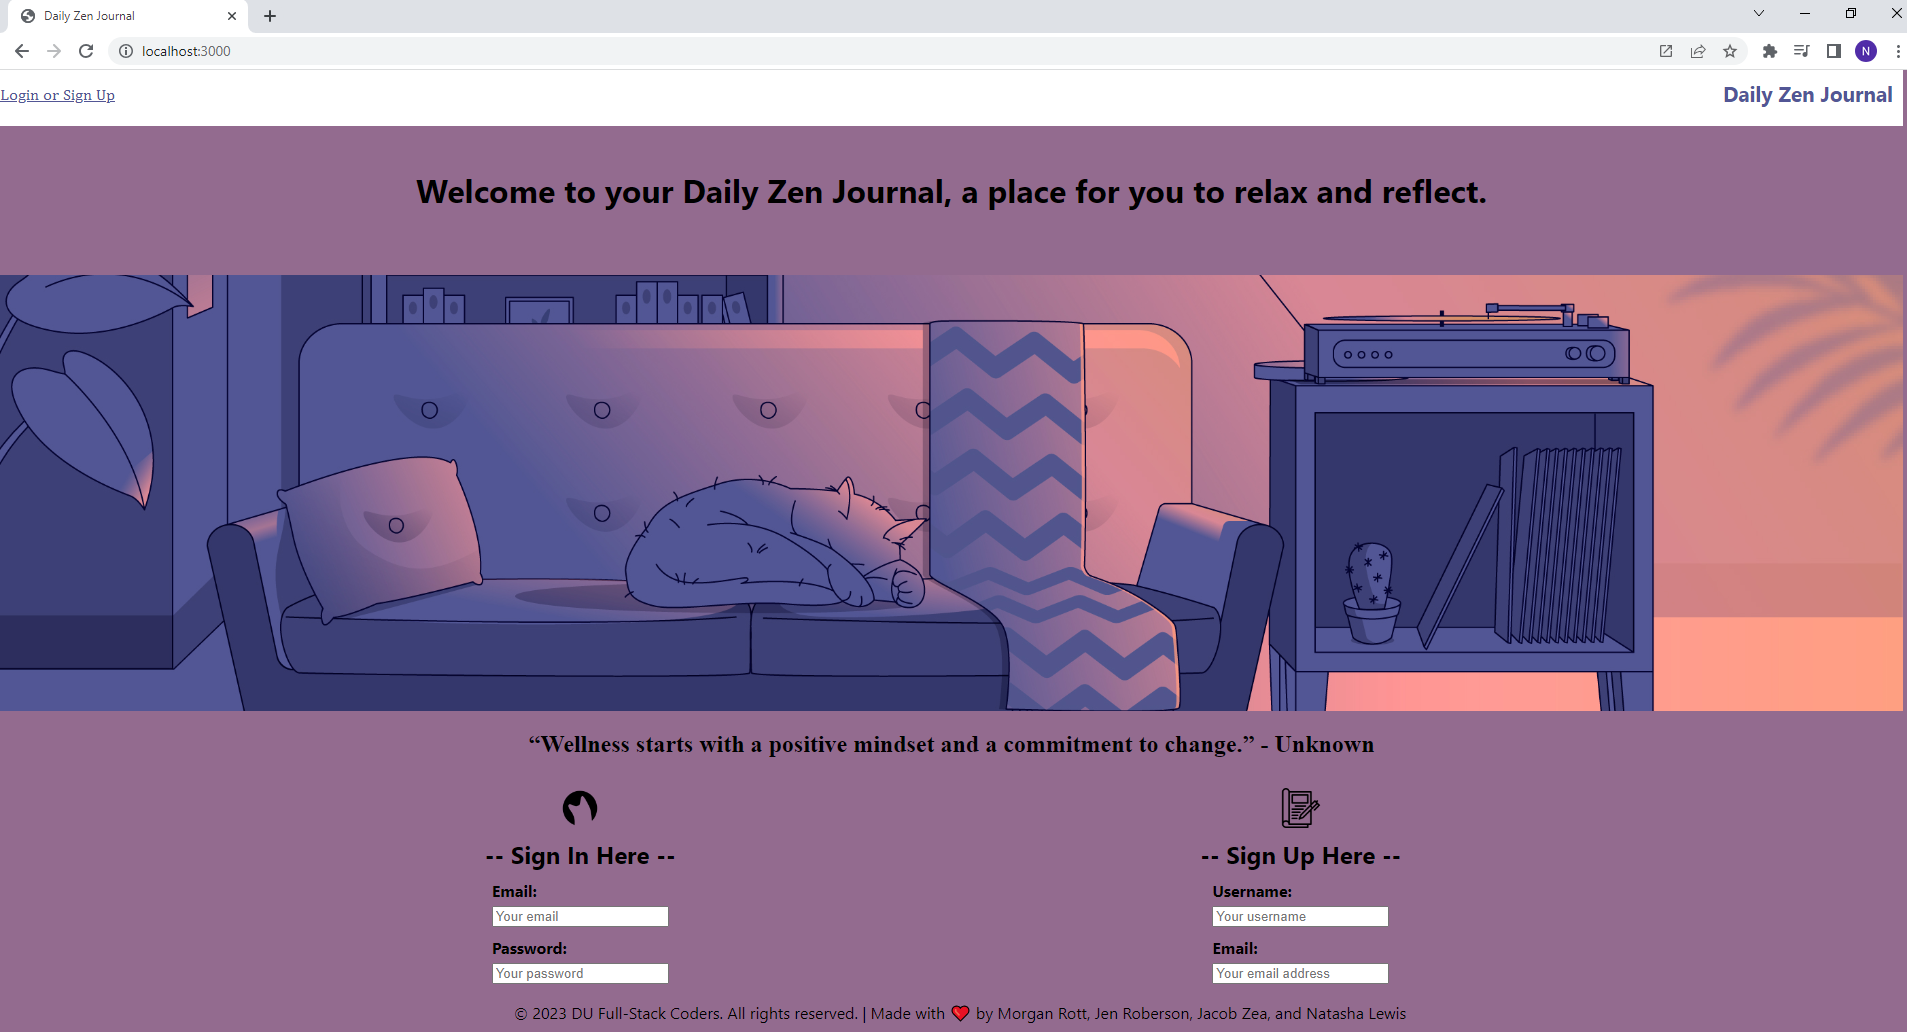 Daily Zen Journal
localhost:3000
N
Login or Sign Up
Daily Zen Journal
Welcome to your Daily Zen Journal, a place for you to relax and reflect.
“Wellness starts with a positive mindset and a commitment to change.” - Unknown
-- Sign In Here --
Email:
Your email
Password:
Your password
-- Sign Up Here --
Username:
Your username
Email:
Your email address
© 2023 DU Full-Stack Coders. All rights reserved. | Made with ❤️ by Morgan Rott, Jen Roberson, Jacob Zea, and Natasha Lewis